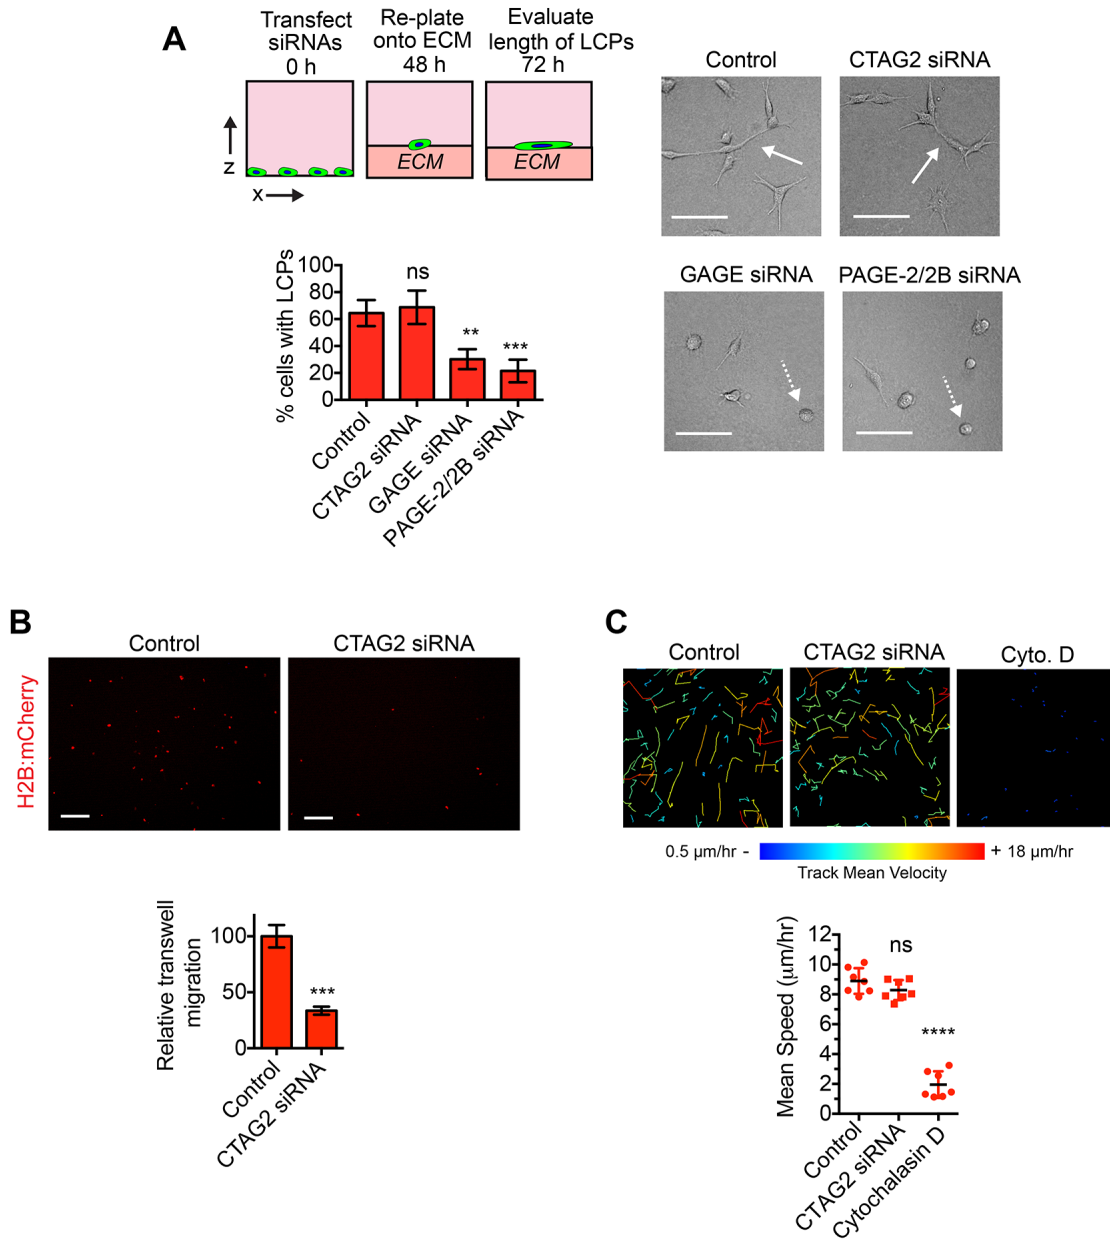 A
Transfect
siRNAs
0 h
Re-plate
onto ECM
48 h
Evaluate
length of LCPs
72 h
z
x
ECM
ECM
Control
CTAG2 siRNA
GAGE siRNA
PAGE-2/2B siRNA
% cells with LCPs
100
80
60
40
20
0
ns
**
***
Control
CTAG2 siRNA
GAGE siRNA
PAGE-2/2B siRNA
B
Control
CTAG2 siRNA
H2B:mCherry
Relative transwell
migration
100
50
0
***
Control
CTAG2 siRNA
C
Control
CTAG2 siRNA
Cyto. D
0.5 μm/hr -
+ 18 μm/hr
Track Mean Velocity
Mean Speed (μm/hr)
12
10
8
6
4
2
0
ns
****
Control
CTAG2 siRNA
Cytochalasin D